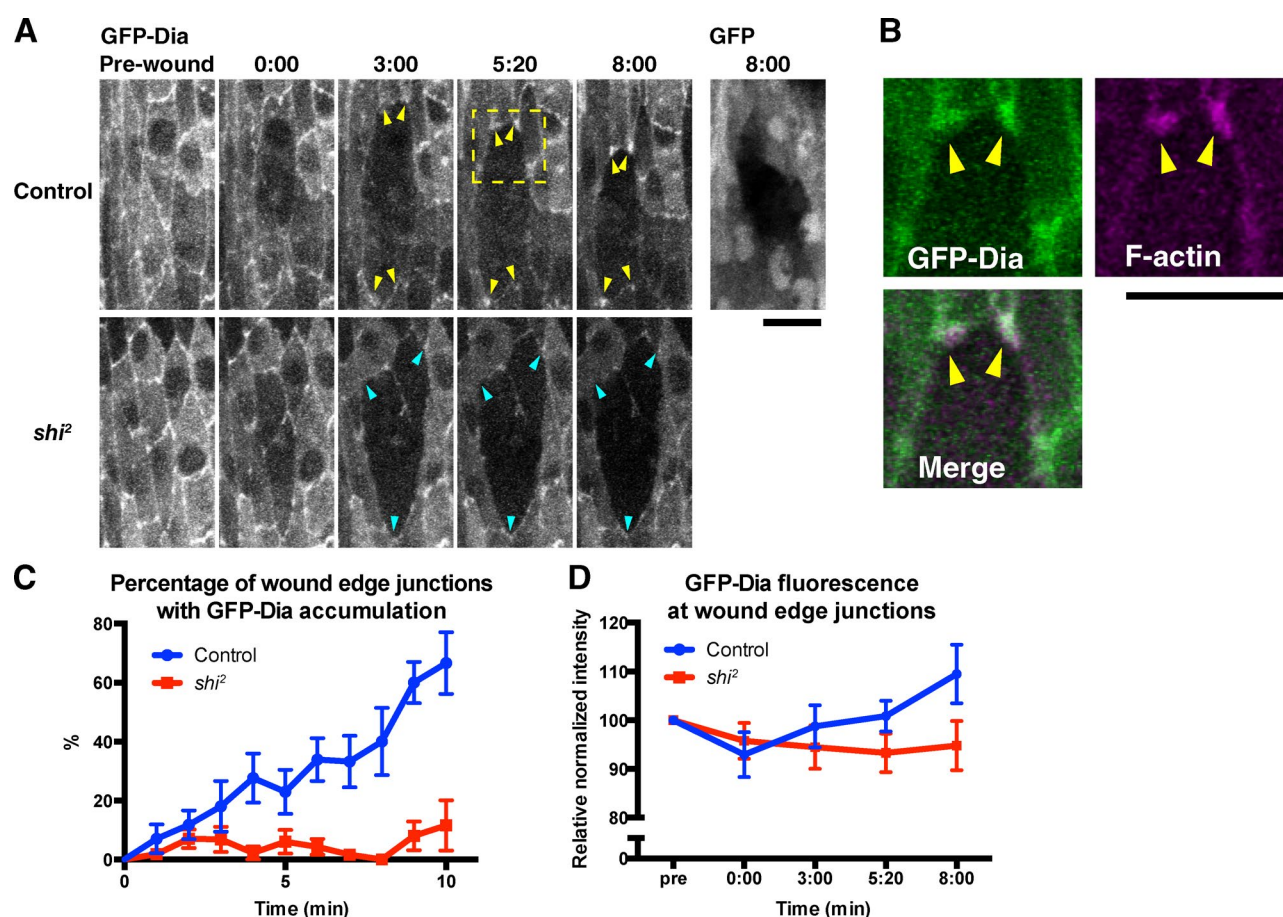 A
GFP-Dia
GFP
Pre-wound 0:00 3:00 5:20 8:00 8:00
Control
shi²
B
GFP-Dia
F-actin
Merge
C
Percentage of wound edge junctions
with GFP-Dia accumulation
80
60
40
20
0
%
Control
shi²
0 5 10
Time (min)
D
GFP-Dia fluorescence
at wound edge junctions
Relative normalized intensity
120
110
100
90
80
0
Control
shi²
pre 0:00 3:00 5:20 8:00
Time (min)